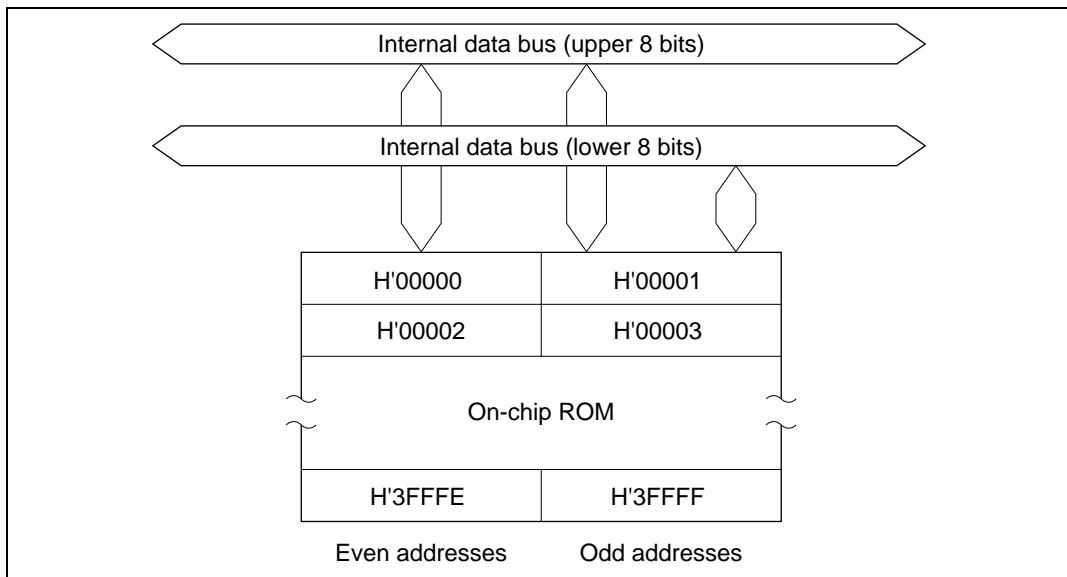 Internal data bus (upper 8 bits)
Internal data bus (lower 8 bits)
H'00000 H'00001
H'00002 H'00003
On-chip ROM
H'3FFFE H'3FFFF
Even addresses Odd addresses